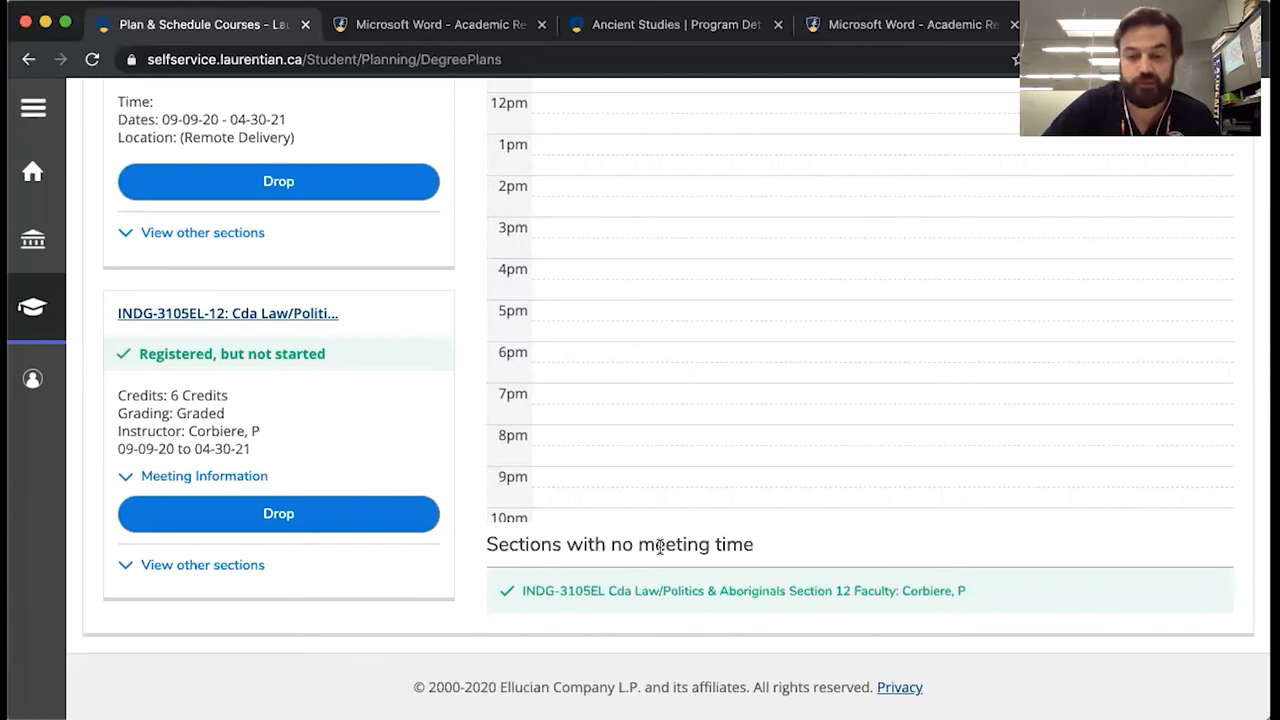 Plan & Schedule Courses - Lau
Microsoft Word - Academic Re
Ancient Studies | Program Det
Microsoft Word - Academic Re
selfservice.laurentian.ca/Student/Planning/DegreePlans
Time:
Dates: 09-09-20 - 04-30-21
Location: (Remote Delivery)
Drop
View other sections
INDG-3105EL-12: Cda Law/Politi...
Registered, but not started
Credits: 6 Credits
Grading: Graded
Instructor: Corbiere, P
09-09-20 to 04-30-21
Meeting Information
Drop
View other sections
12pm
1pm
2pm
3pm
4pm
5pm
6pm
7pm
8pm
9pm
10pm
Sections with no meeting time
INDG-3105EL Cda Law/Politics & Aboriginals Section 12 Faculty: Corbiere, P
© 2000-2020 Ellucian Company L.P. and its affiliates. All rights reserved. Privacy